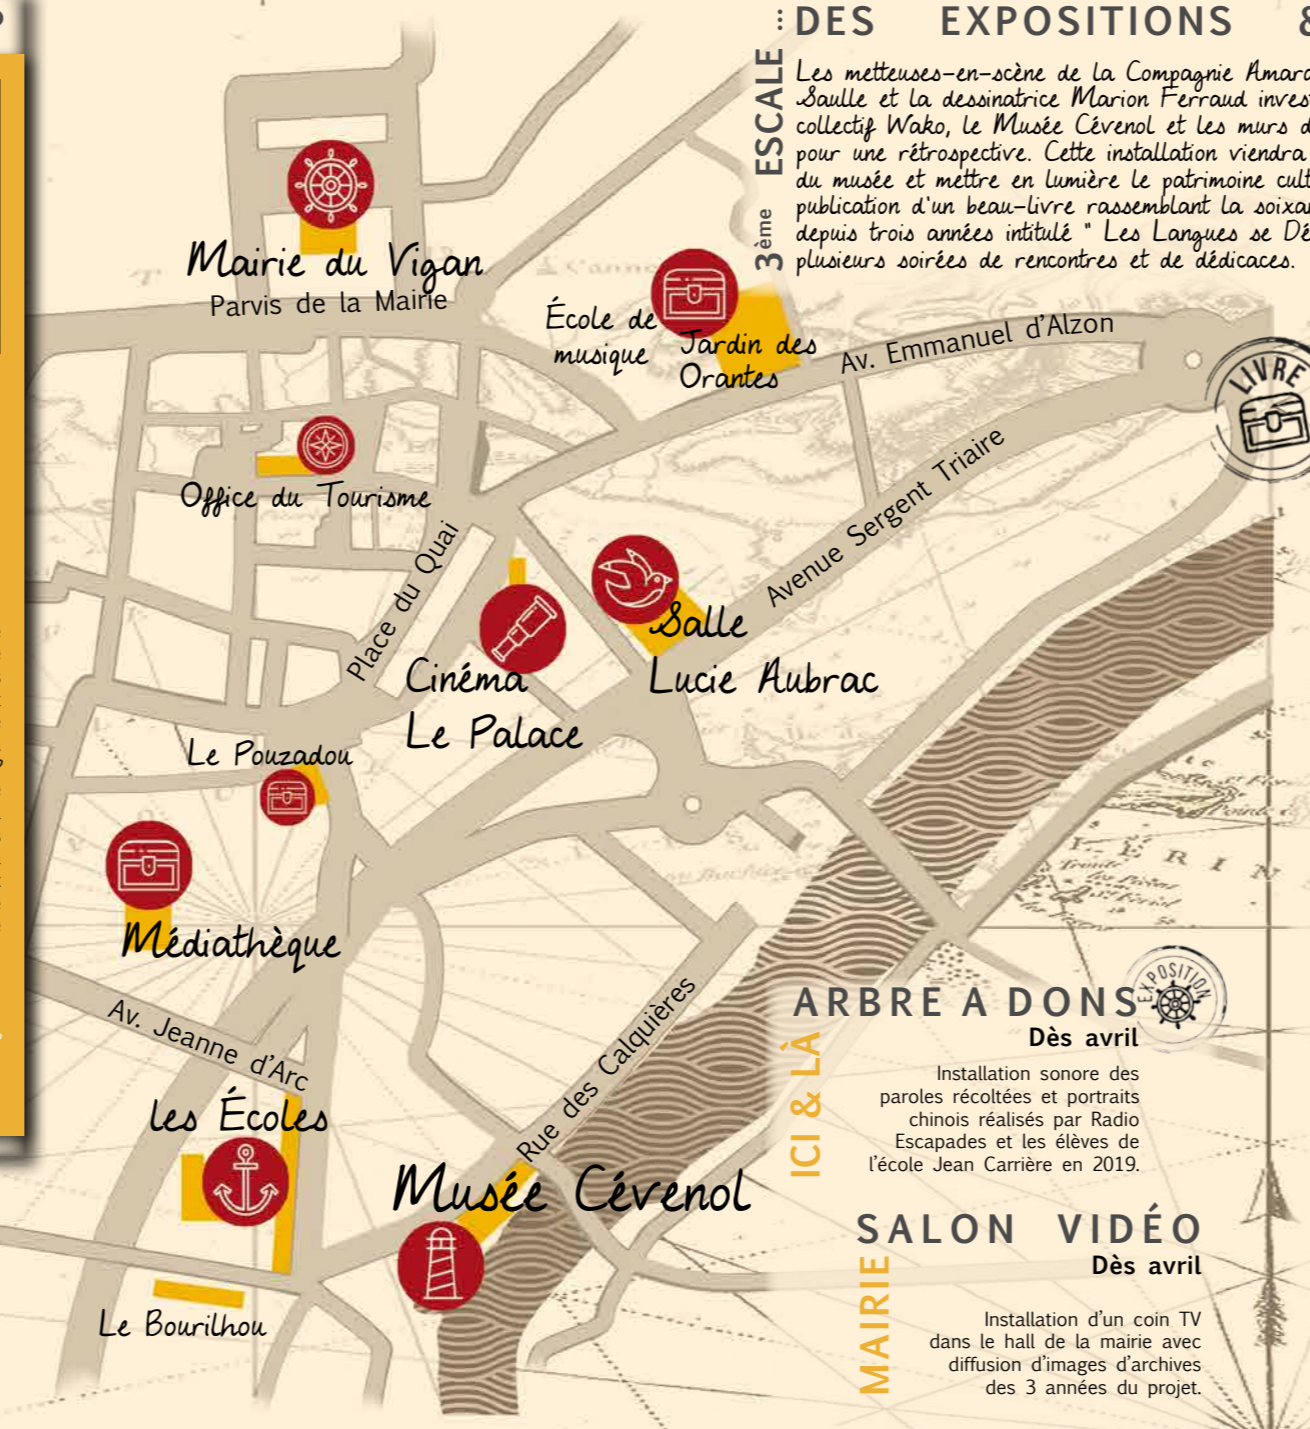 DES EXPOSITIONS &
3ème ESCALE ...
Les metteuses-en-scène de la Compagnie
Saulle et la dessinatrice Marion Ferraud
collectif Wako, le Musée Cévenol et les murs
pour une rétrospective. Cette installation viendra
du musée et mettre en lumière le patrimoine
publication d'un beau-livre rassemblant la
depuis trois années intitulé " Les Langues se
plusieurs soirées de rencontres et de dédicaces.
Mairie du Vigan
Parvis de la Mairie
École de
musique
Jardin des
Orantes
Av. Emmanuel d'Alzon
LIVRE
Office du Tourisme
Place du Quai
Avenue Sergent Triaire
Salle
Lucie Aubrac
Cinéma
Le Palace
Le Pouzadou
Médiathèque
Av. Jeanne d'Arc
les Écoles
Rue des Calquières
Musée Cévenol
Le Bourilhou
ARBRE A DONS
EXPOSITION
ICI & LÀ
Dès avril
Installation sonore des
paroles récoltées et portraits
chinois réalisés par Radio
Escapades et les élèves de
l'école Jean Carrière en 2019.
SALON VIDÉO
MAIRIE
Dès avril
Installation d'un coin TV
dans le hall de la mairie avec
diffusion d'images d'archives
des 3 années du projet.